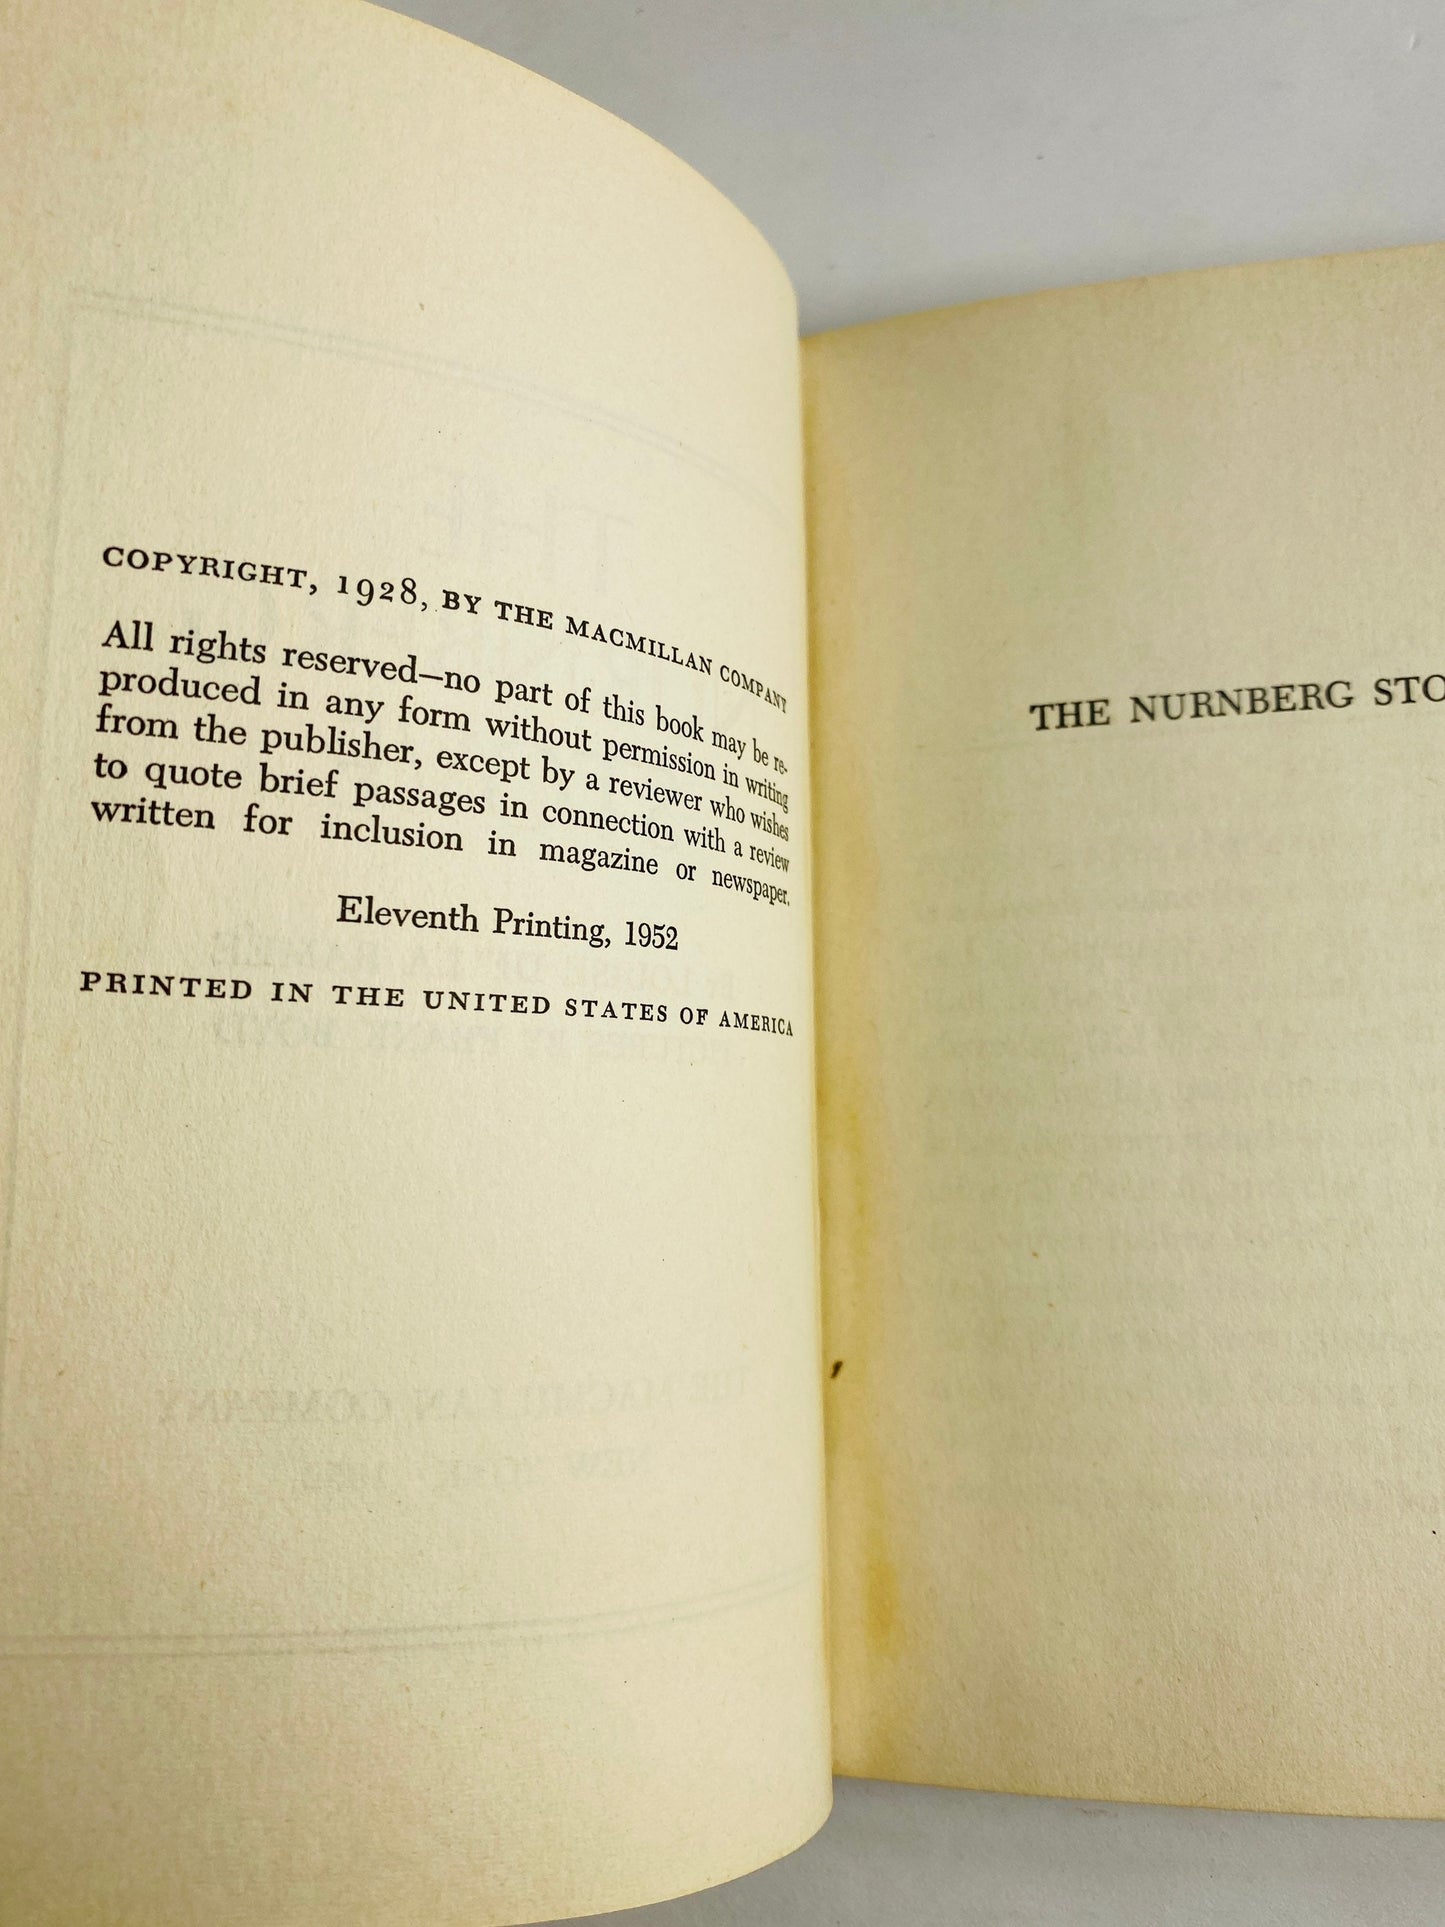 COPYRIGHT, 1928, BY THE MACMILLAN COMPANY
All rights reserved—no part of this book may be re-
produced in any form without permission in writing
from the publisher, except by a reviewer who wishes
to quote brief passages in connection with a review
written for inclusion in magazine or newspaper.
Eleventh Printing, 1952
PRINTED IN THE UNITED STATES OF AMERICA
THE NURNBERG STO